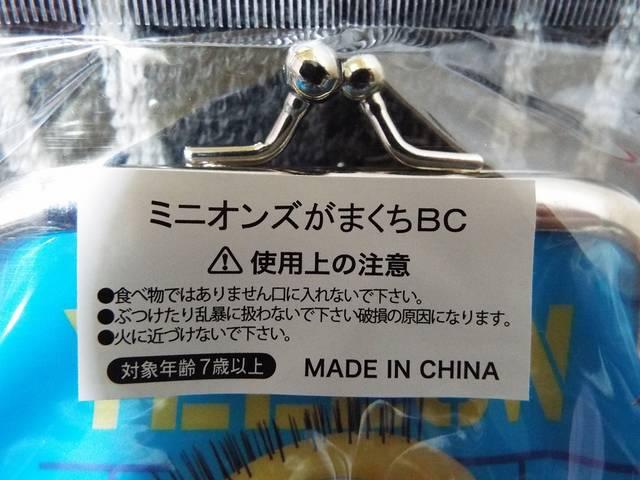 ミニオンズがまくちBC
⚠使用上の注意
●食べ物ではありません口に入れないで下さい。
●ぶつけたり乱暴に扱わないで下さい破損の原因になります。
●火に近づけないで下さい。
対象年齢7歳以上 MADE IN CHINA